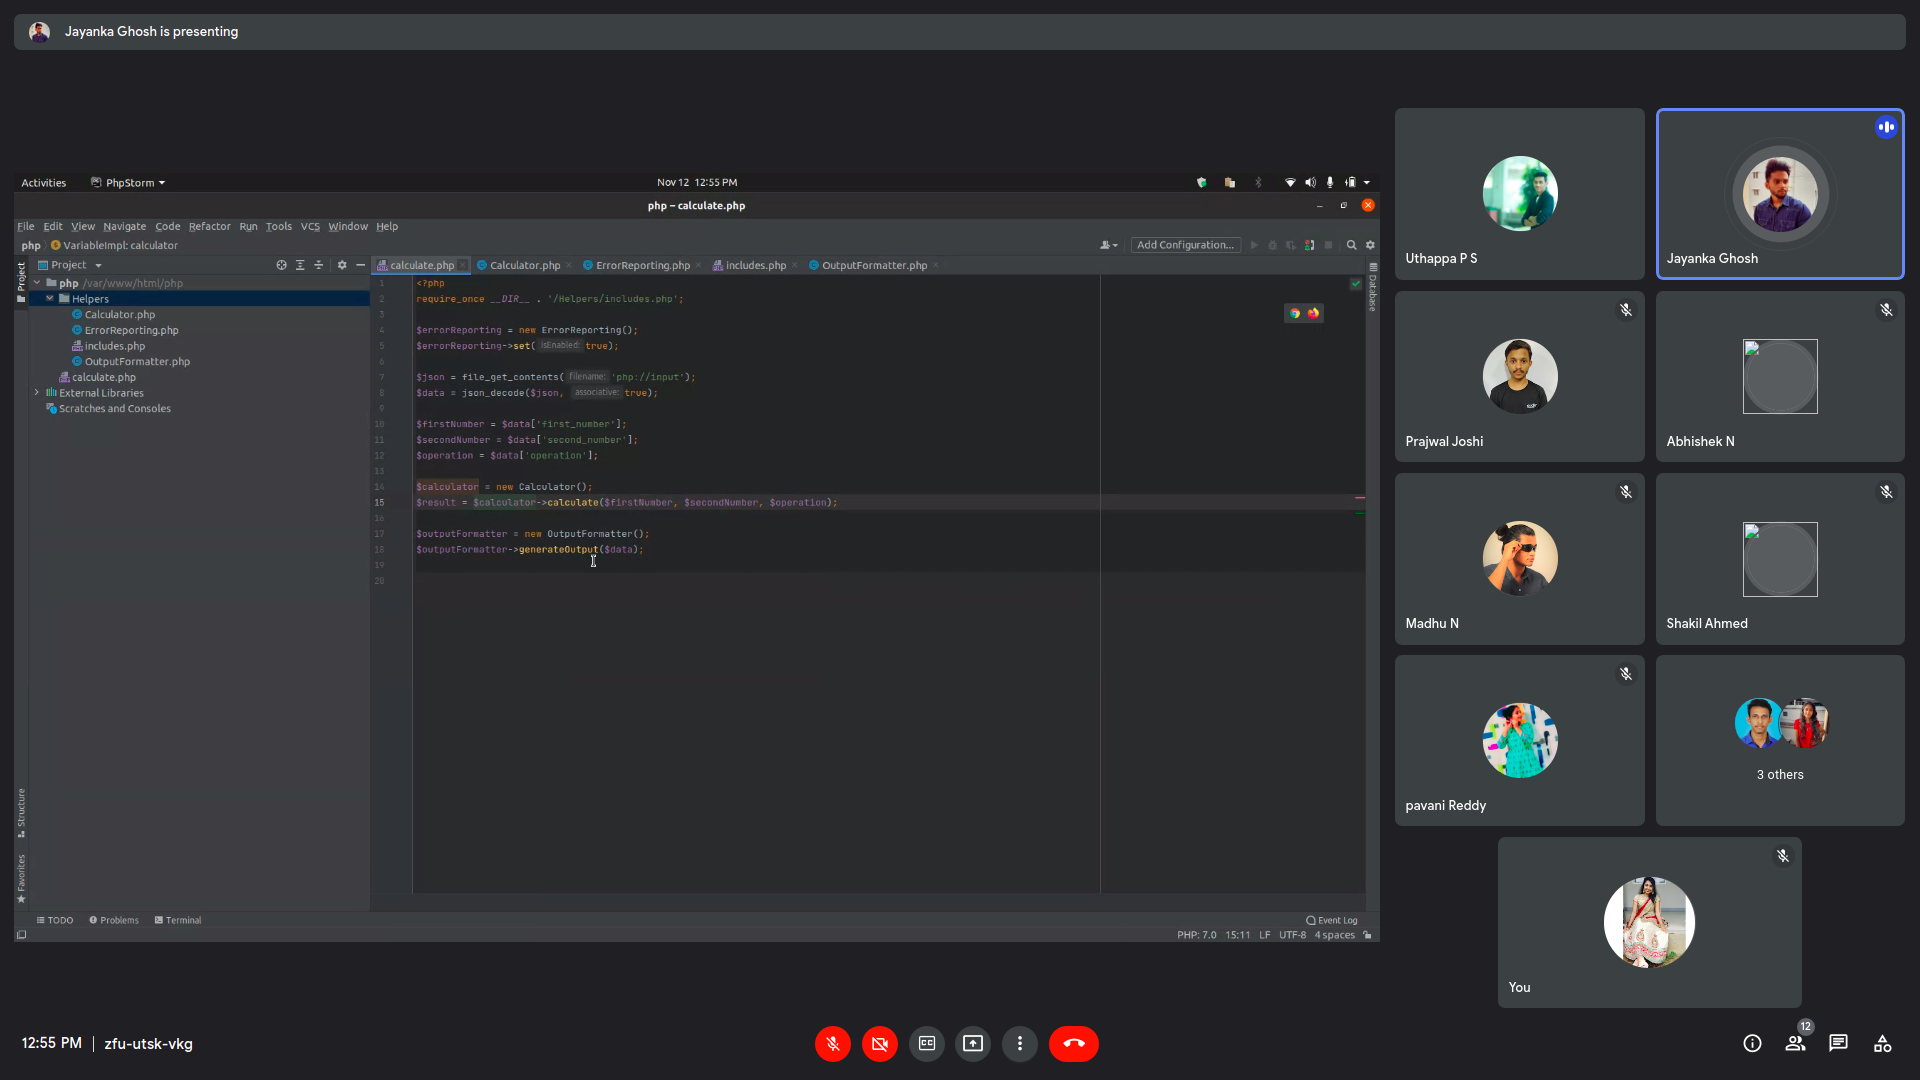 Jayanka Ghosh is presenting
Activities PhpStorm Nov 12 12:55 PM
php – calculate.php
File Edit View Navigate Code Refactor Run Tools VCS Window Help
php VariableImpl: calculator Add Configuration...
Project calculate.php Calculator.php ErrorReporting.php includes.php OutputFormatter.php
Project
php /var/www/html/php
Helpers
Calculator.php
ErrorReporting.php
includes.php
OutputFormatter.php
calculate.php
External Libraries
Scratches and Consoles
1 <?php
2 require_once __DIR__ . '/Helpers/includes.php';
3
4 $errorReporting = new ErrorReporting();
5 $errorReporting->set( isEnabled: true);
6
7 $json = file_get_contents( filename: 'php://input');
8 $data = json_decode($json, associative: true);
9
10 $firstNumber = $data['first_number'];
11 $secondNumber = $data['second_number'];
12 $operation = $data['operation'];
13
14 $calculator = new Calculator();
15 $result = $calculator->calculate($firstNumber, $secondNumber, $operation);
16
17 $outputFormatter = new OutputFormatter();
18 $outputFormatter->generateOutput($data);
19
20
Database
Structure
Favorites
TODO Problems Terminal Event Log
PHP: 7.0 15:11 LF UTF-8 4 spaces
Uthappa P S
Jayanka Ghosh
Prajwal Joshi
Abhishek N
Madhu N
Shakil Ahmed
pavani Reddy
3 others
You
12:55 PM | zfu-utsk-vkg
12